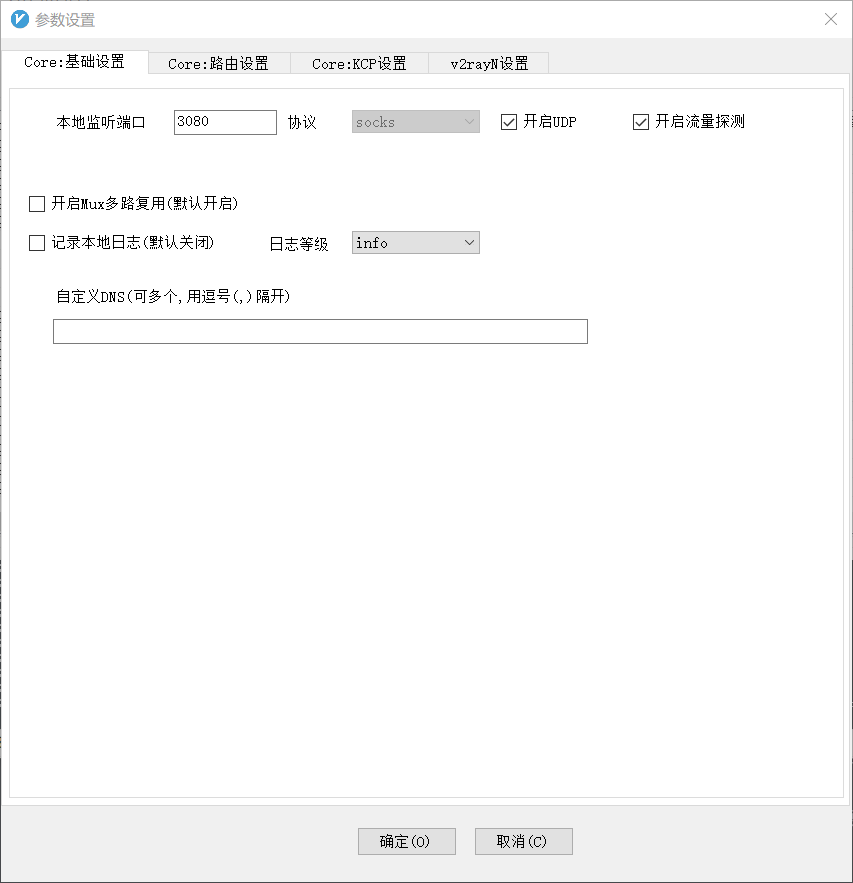 参数设置
Core:基础设置 Core:路由设置 Core:KCP设置 v2rayN设置
本地监听端口 3080 协议 socks 开启UDP 开启流量探测
开启Mux多路复用(默认开启)
记录本地日志(默认关闭) 日志等级 info
自定义DNS(可多个,用逗号(,)隔开)
确定(O) 取消(C)